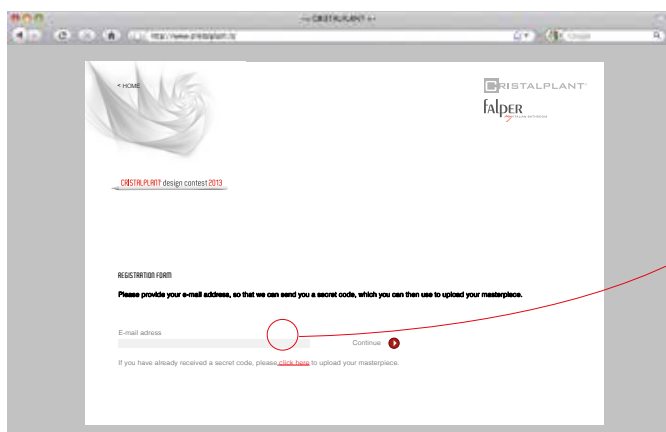 CRISTALPLANT
< HOME
CRISTALPLANT®
falper
CRISTALPLANT® design contest 2013
REGISTRATION FORM
Please provide your e-mail address, so that we can send you a secret code, which you can then use to upload your masterpiece.
E-mail adress
Continue
If you have already received a secret code, please click here to upload your masterpiece.